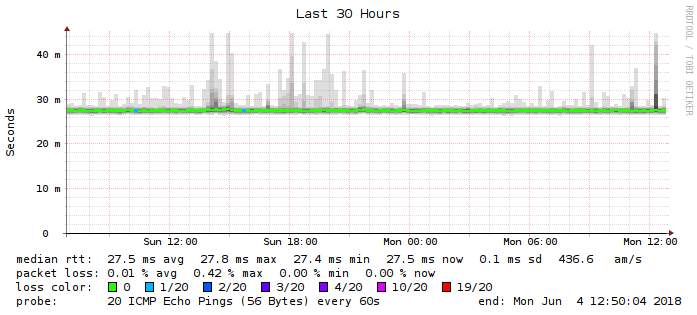 Last 30 Hours
RRDTOOL / TOBI OETIKER
Seconds
40 m
30 m
20 m
10 m
0
Sun 12:00 Sun 18:00 Mon 00:00 Mon 06:00 Mon 12:00
median rtt: 27.5 ms avg 27.8 ms max 27.4 ms min 27.5 ms now 0.1 ms sd 436.6 am/s
packet loss: 0.01 % avg 0.42 % max 0.00 % min 0.00 % now
loss color: 0 1/20 2/20 3/20 4/20 10/20 19/20
probe: 20 ICMP Echo Pings (56 Bytes) every 60s end: Mon Jun 4 12:50:04 2018